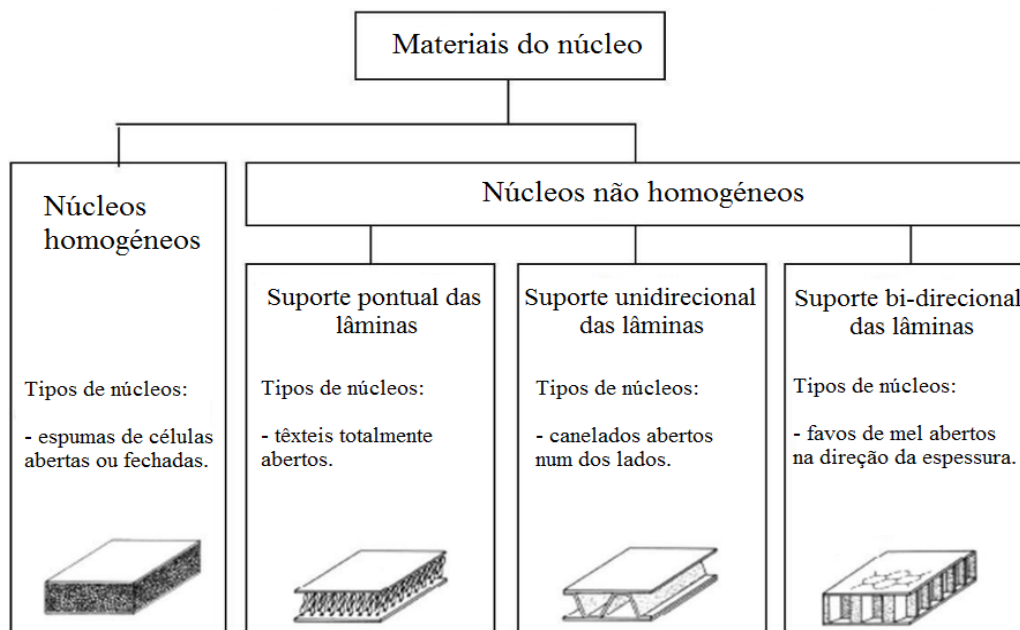 Materiais do núcleo
Núcleos
homogéneos
Tipos de núcleos:
- espumas de células
abertas ou fechadas.
Núcleos não homogéneos
Suporte pontual das
lâminas
Tipos de núcleos:
- têxteis totalmente
abertos.
Suporte unidirecional
das lâminas
Tipos de núcleos:
- canelados abertos
num dos lados.
Suporte bi-direcional
das lâminas
Tipos de núcleos:
- favos de mel abertos
na direção da espessura.